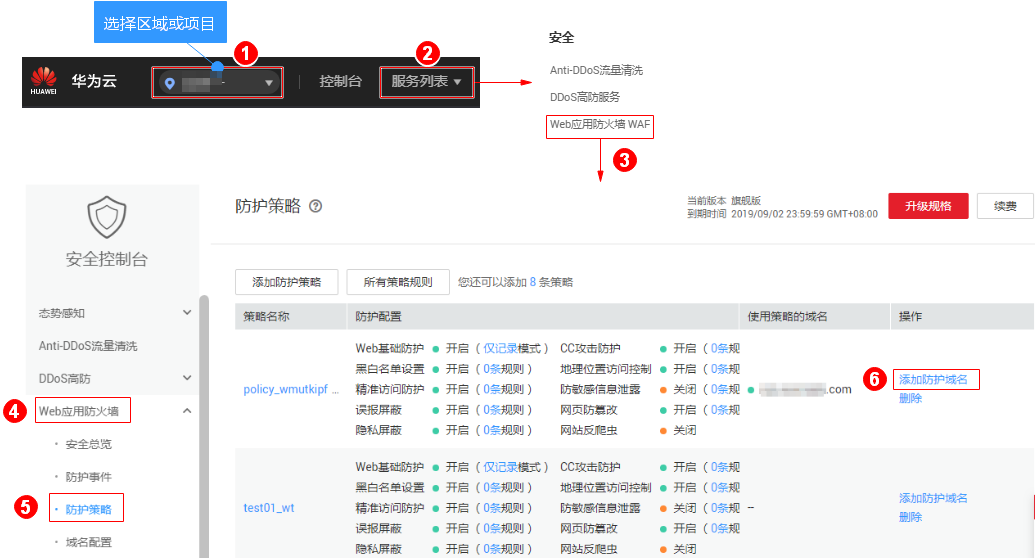 选择区域或项目
1
2
HUAWEI 华为云 控制台 服务列表
安全
Anti-DDoS流量清洗
DDoS高防服务
Web应用防火墙 WAF
3
安全控制台
态势感知
Anti-DDoS流量清洗
DDoS高防
4 Web应用防火墙
安全总览
防护事件
5 防护策略
域名配置
防护策略 ?
当前版本 旗舰版
到期时间 2019/09/02 23:59:59 GMT+08:00
升级规格 续费
添加防护策略 所有策略规则 您还可以添加 8 条策略
策略名称 防护配置 使用策略的域名 操作
policy_wmutkipf ...
Web基础防护 开启 ( 仅记录模式 ) CC攻击防护 开启 ( 0条规
黑白名单设置 开启 ( 0条规则 ) 地理位置访问控制 开启 ( 0条规
精准访问防护 开启 ( 0条规则 ) 防敏感信息泄露 关闭 ( 0条规
误报屏蔽 开启 ( 0条规则 ) 网页防篡改 开启 ( 0条规
隐私屏蔽 开启 ( 0条规则 ) 网站反爬虫 关闭
.com
6 添加防护域名
删除
test01_wt
Web基础防护 开启 ( 仅记录模式 ) CC攻击防护 开启 ( 0条规
黑白名单设置 开启 ( 0条规则 ) 地理位置访问控制 开启 ( 0条规
精准访问防护 开启 ( 0条规则 ) 防敏感信息泄露 关闭 ( 0条规
误报屏蔽 开启 ( 0条规则 ) 网页防篡改 开启 ( 0条规
隐私屏蔽 开启 ( 0条规则 ) 网站反爬虫 关闭
--
添加防护域名
删除